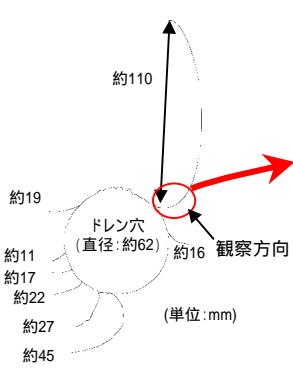 約110
約19
ドレン穴
(直径:約62)
約16
観察方向
約11
約17
約22
(単位:mm)
約27
約45